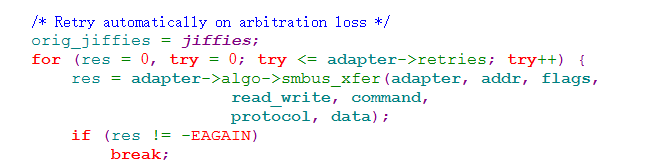 /* Retry automatically on arbitration loss */
orig_jiffies = jiffies;
for (res = 0, try = 0; try <= adapter->retries; try++) {
res = adapter->algo->smbus_xfer(adapter, addr, flags,
read_write, command,
protocol, data);
if (res != -EAGAIN)
break;